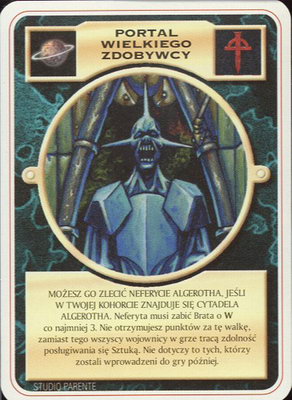 PORTAL
WIELKIEGO
ZDOBYWCY
MOŻESZ GO ZLECIĆ NEFERYCIE ALGEROTHA, JEŚLI
W TWOJEJ KOHORCIE ZNAJDUJE SIĘ CYTADELA
ALGEROTHA. Neferyta musi zabić Brata o W
co najmniej 3. Nie otrzymujesz punktów za tę walkę,
zamiast tego wszyscy wojownicy w grze tracą zdolność
posługiwania się Sztuką. Nie dotyczy to tych, którzy
zostali wprowadzeni do gry później.
STUDIO PARENTE